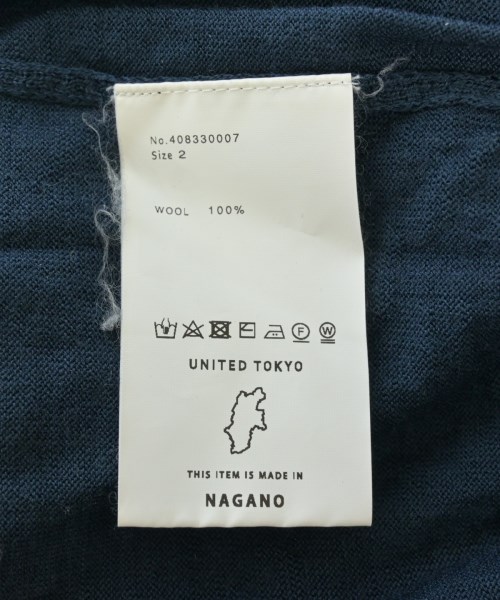 No.408330007
Size 2
WOOL 100%
UNITED TOKYO
THIS ITEM IS MADE IN
NAGANO